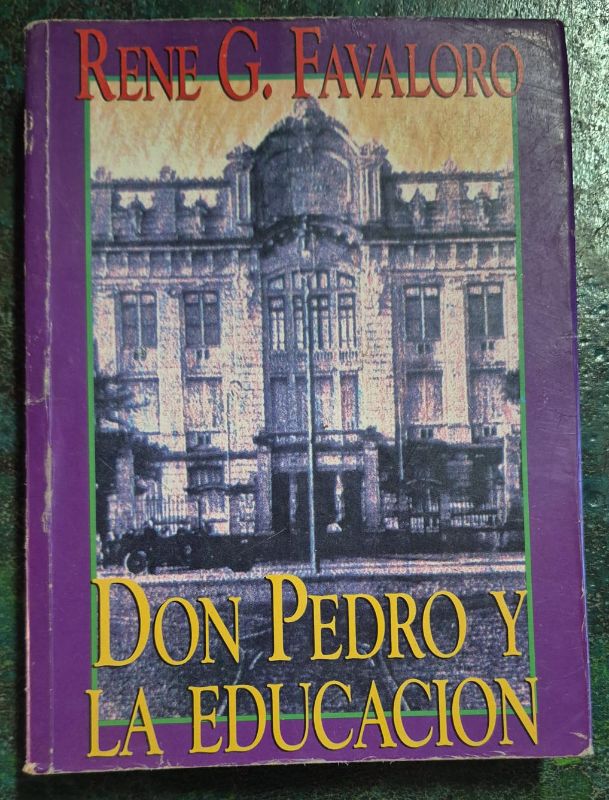 RENE G. FAVALORO
DON PEDRO Y
LA EDUCACION